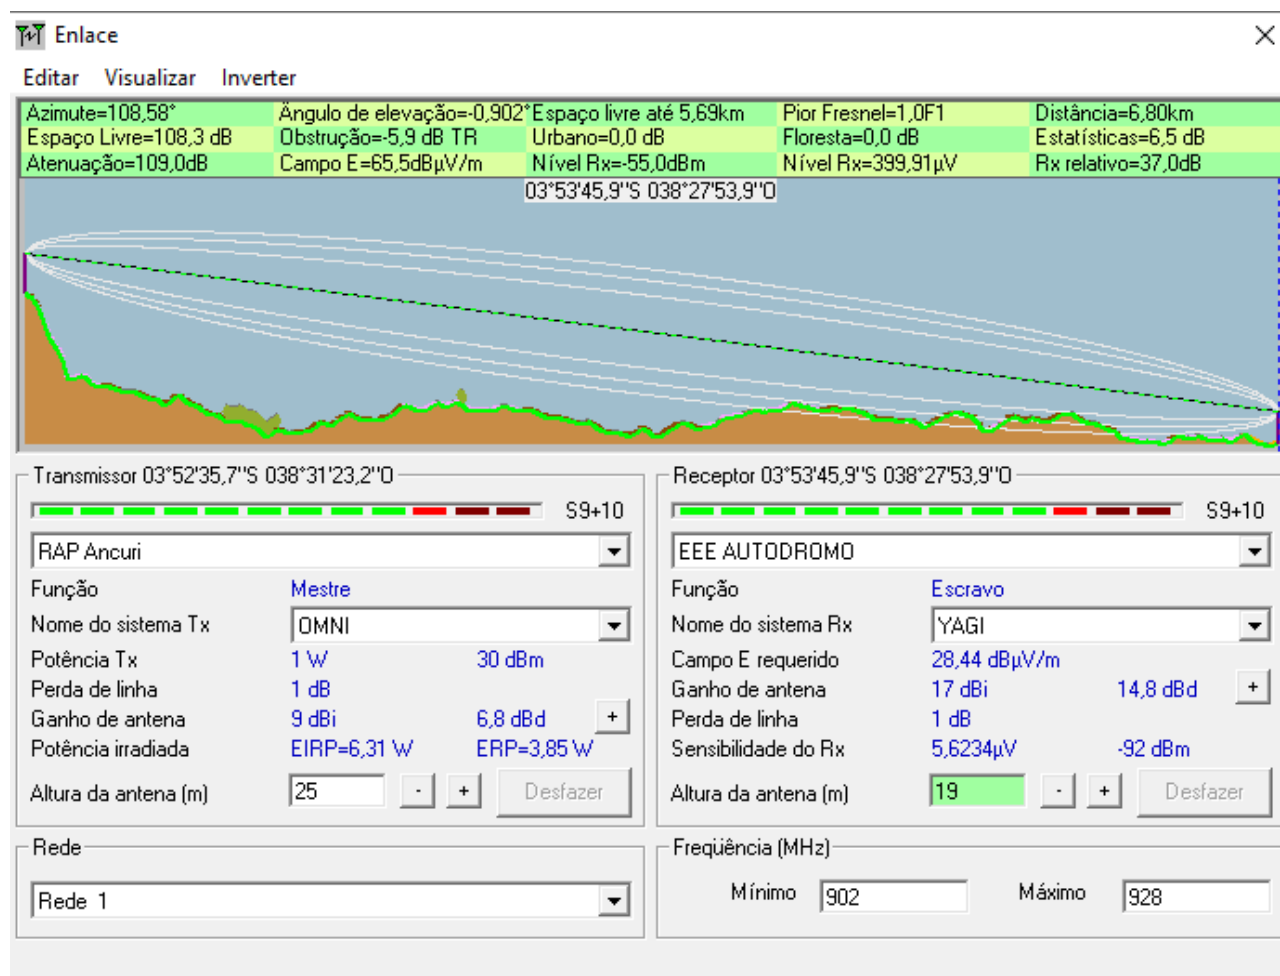 Enlace
Editar Visualizar Inverter
Azimute=108,58° Ângulo de elevação=-0,902° Espaço livre até 5,69km Pior Fresnel=1,0F1 Distância=6,80km
Espaço Livre=108,3 dB Obstrução=-5,9 dB TR Urbano=0,0 dB Floresta=0,0 dB Estatísticas=6,5 dB
Atenuação=109,0dB Campo E=65,5dBµV/m Nível Rx=-55,0dBm Nível Rx=399,91µV Rx relativo=37,0dB
03°53'45,9"S 038°27'53,9"O
Transmissor 03°52'35,7"S 038°31'23,2"O
S9+10
RAP Ancuri
Função Mestre
Nome do sistema Tx OMNI
Potência Tx 1 W 30 dBm
Perda de linha 1 dB
Ganho de antena 9 dBi 6,8 dBd +
Potência irradiada EIRP=6,31 W ERP=3,85 W
Altura da antena (m) 25 - + Desfazer
Receptor 03°53'45,9"S 038°27'53,9"O
S9+10
EEE AUTODROMO
Função Escravo
Nome do sistema Rx YAGI
Campo E requerido 28,44 dBµV/m
Ganho de antena 17 dBi 14,8 dBd +
Perda de linha 1 dB
Sensibilidade do Rx 5,6234µV -92 dBm
Altura da antena (m) 19 - + Desfazer
Rede
Rede 1
Freqüência (MHz)
Mínimo 902 Máximo 928